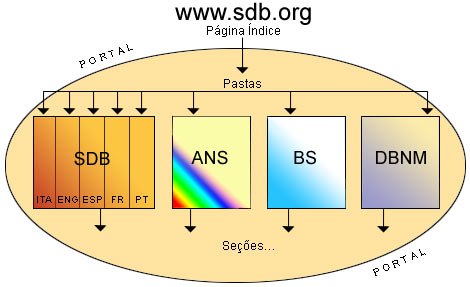 www.sdb.org
Página Índice
PORTAL
Pastas
SDB
ITA ENG ESP FR PT
ANS
BS
DBNM
Seções...
PORTAL